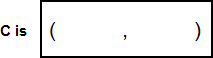 C is ( , )